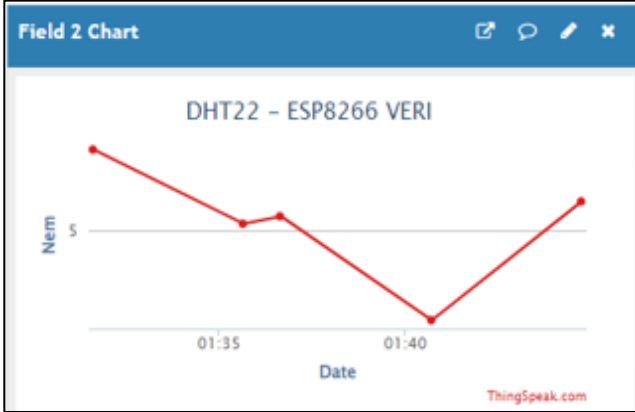 Field 2 Chart
DHT22 – ESP8266 VERI
Nem
5
01:35
01:40
Date
ThingSpeak.com